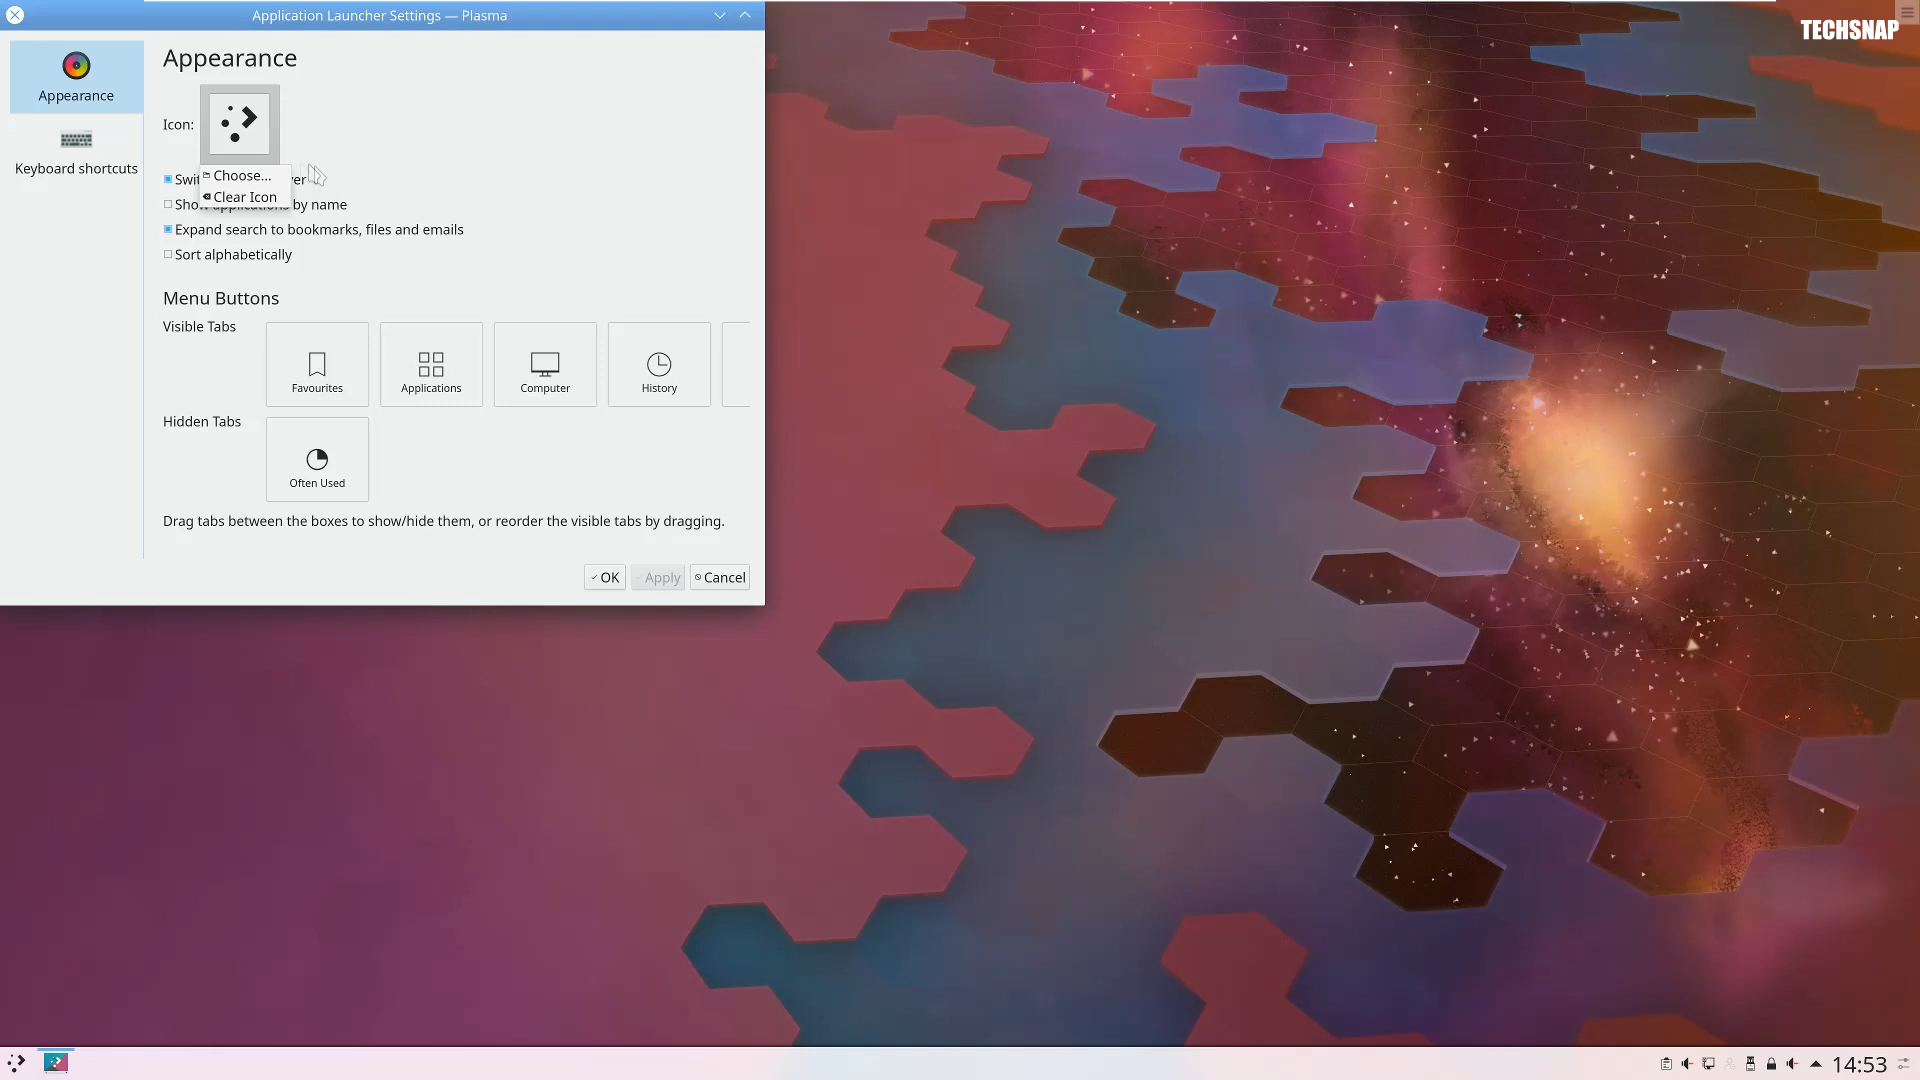 Application Launcher Settings — Plasma
TECHSNAP
Appearance
Keyboard shortcuts
Appearance
Icon:
Choose...
Clear Icon
by name
Expand search to bookmarks, files and emails
Sort alphabetically
Menu Buttons
Visible Tabs
Favourites
Applications
Computer
History
Hidden Tabs
Often Used
Drag tabs between the boxes to show/hide them, or reorder the visible tabs by dragging.
OK
Apply
Cancel
14:53